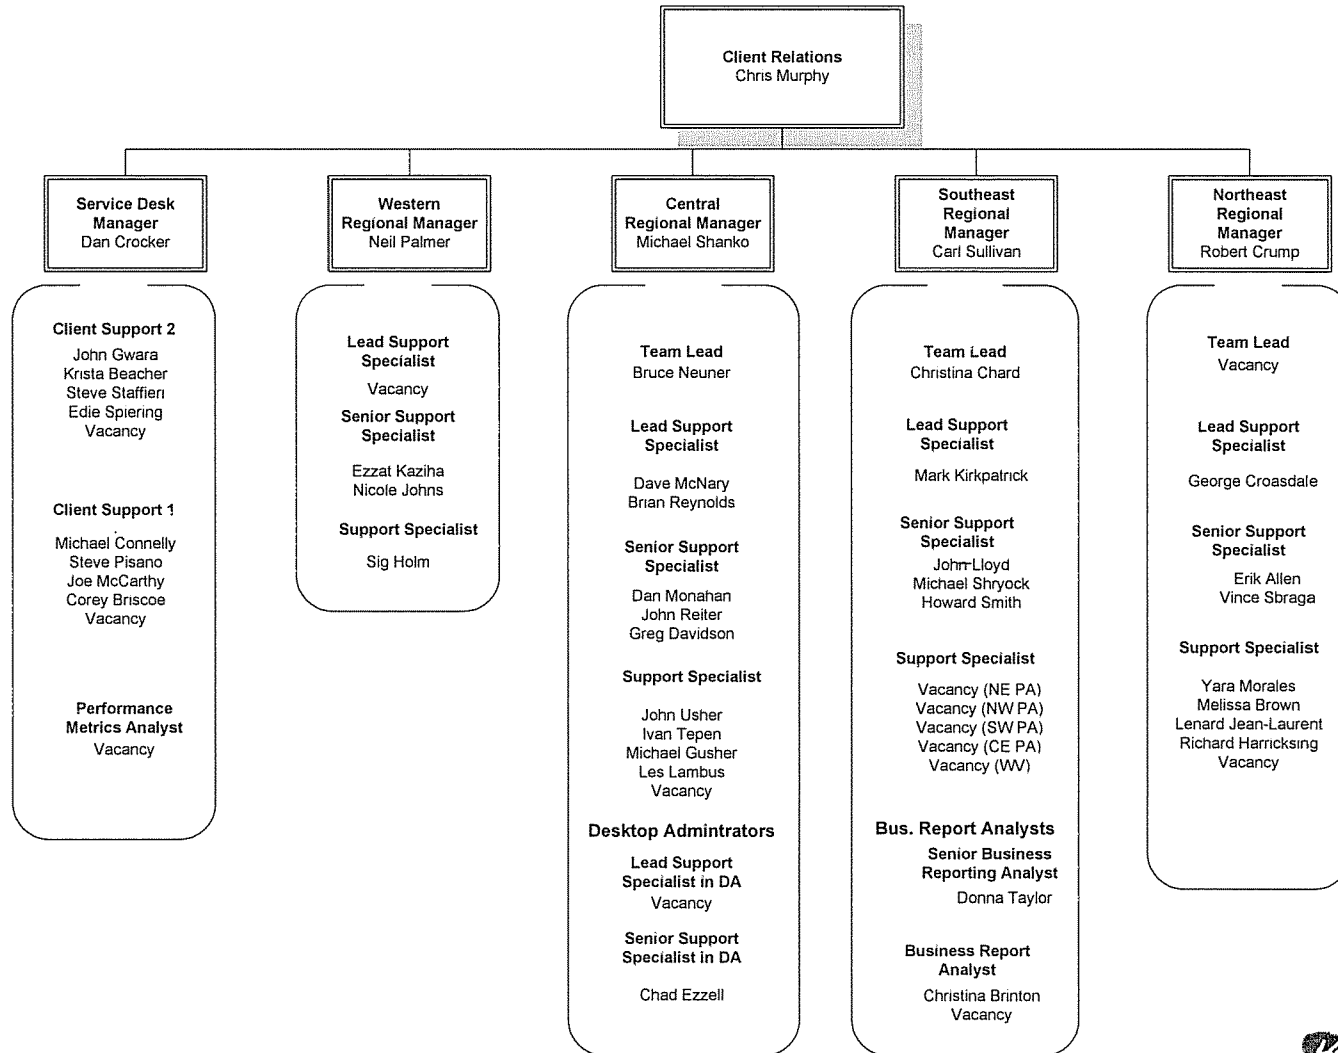 Client Relations
Chris Murphy
Service Desk
Manager
Dan Crocker
Client Support 2
John Gwara
Krista Beacher
Steve Staffieri
Edie Spiering
Vacancy
Client Support 1
Michael Connelly
Steve Pisano
Joe McCarthy
Corey Briscoe
Vacancy
Performance
Metrics Analyst
Vacancy
Western
Regional Manager
Neil Palmer
Lead Support
Specialist
Vacancy
Senior Support
Specialist
Ezzat Kaziha
Nicole Johns
Support Specialist
Sig Holm
Central
Regional Manager
Michael Shanko
Team Lead
Bruce Neuner
Lead Support
Specialist
Dave McNary
Brian Reynolds
Senior Support
Specialist
Dan Monahan
John Reiter
Greg Davidson
Support Specialist
John Usher
Ivan Tepen
Michael Gusher
Les Lambus
Vacancy
Desktop Admintrators
Lead Support
Specialist in DA
Vacancy
Senior Support
Specialist in DA
Chad Ezzell
Southeast
Regional
Manager
Carl Sullivan
Team Lead
Christina Chard
Lead Support
Specialist
Mark Kirkpatrick
Senior Support
Specialist
John Lloyd
Michael Shryock
Howard Smith
Support Specialist
Vacancy (NE PA)
Vacancy (NW PA)
Vacancy (SW PA)
Vacancy (CE PA)
Vacancy (WV)
Bus. Report Analysts
Senior Business
Reporting Analyst
Donna Taylor
Business Report
Analyst
Christina Brinton
Vacancy
Northeast
Regional
Manager
Robert Crump
Team Lead
Vacancy
Lead Support
Specialist
George Croasdale
Senior Support
Specialist
Erik Allen
Vince Sbraga
Support Specialist
Yara Morales
Melissa Brown
Lenard Jean-Laurent
Richard Harricksing
Vacancy